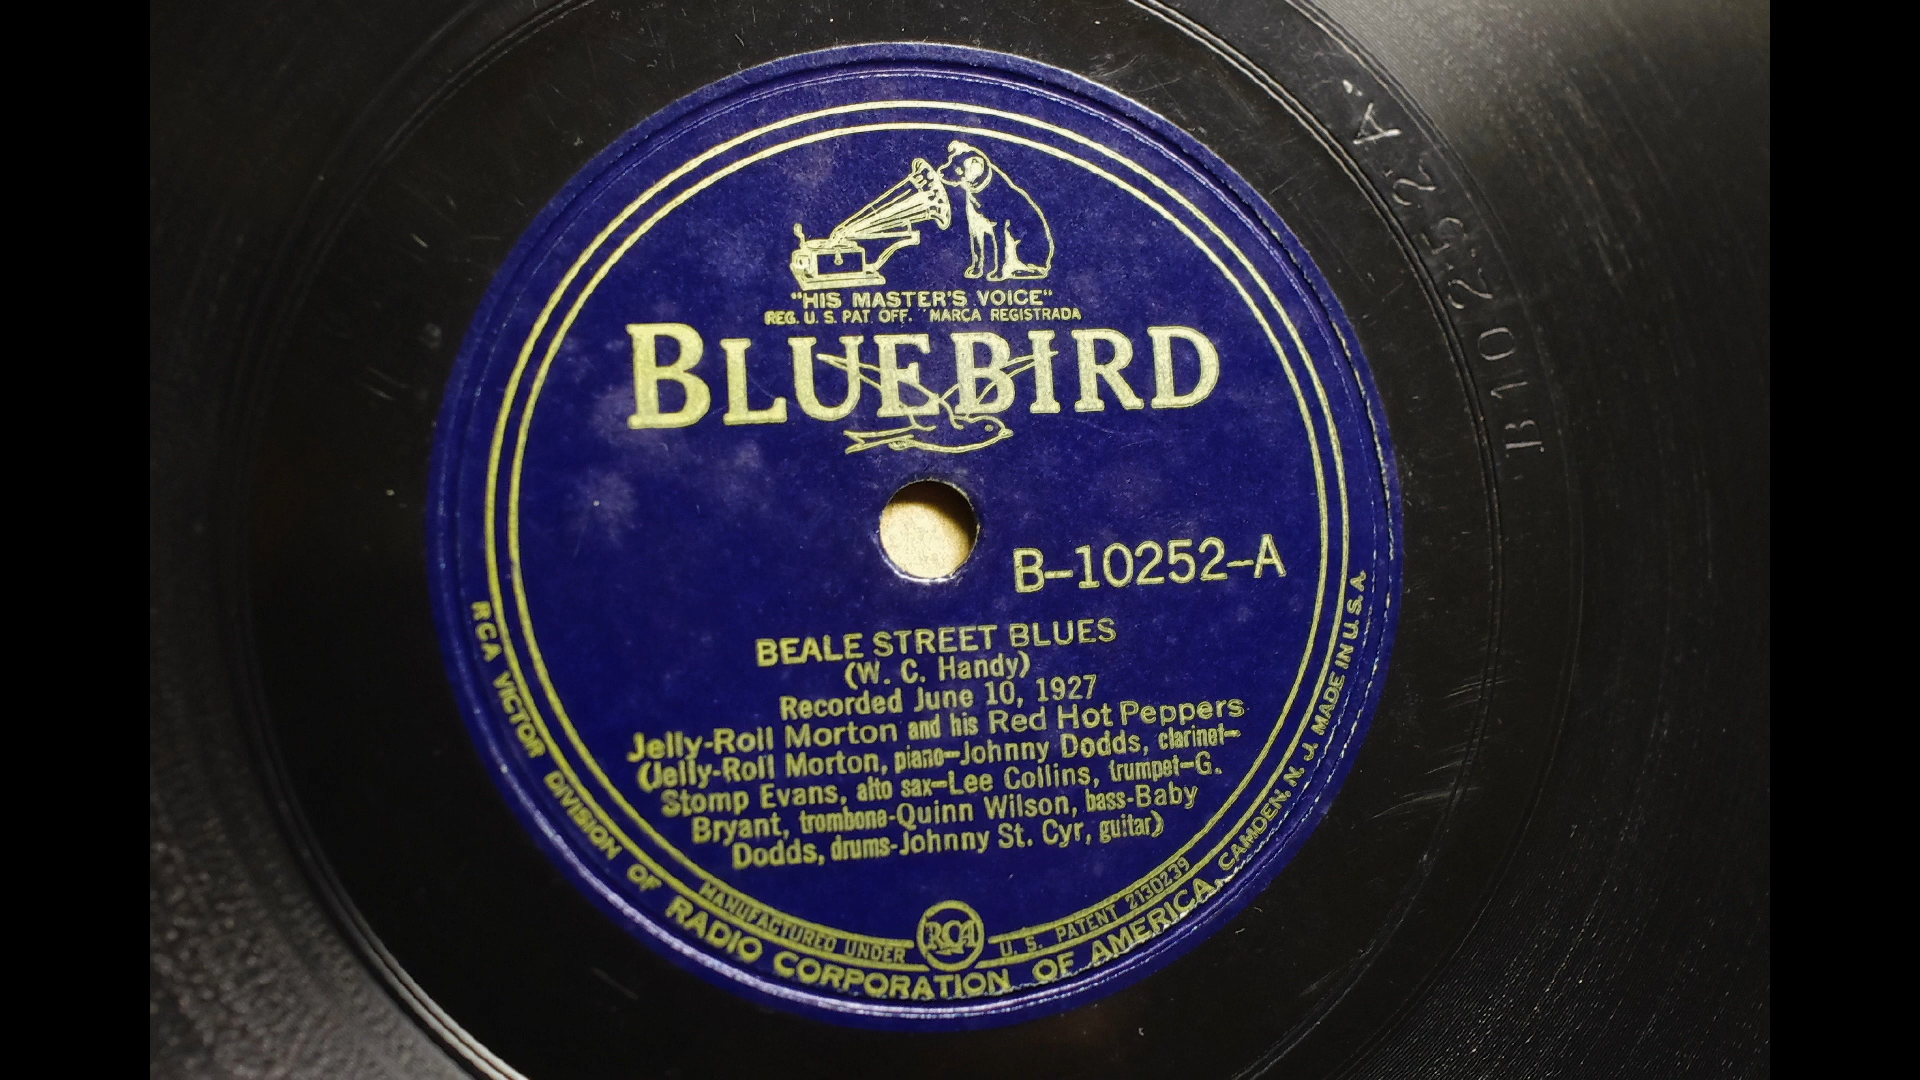 "HIS MASTER'S VOICE"
REG. U. S. PAT. OFF. MARCA REGISTRADA
BLUEBIRD
B-10252-A
BEALE STREET BLUES
(W. C. Handy)
Recorded June 10, 1927
Jelly-Roll Morton and his Red Hot Peppers
(Jelly-Roll Morton, piano-Johnny Dodds, clarinet-
Stomp Evans, alto sax-Lee Collins, trumpet-G.
Bryant, trombone-Quinn Wilson, bass-Baby
Dodds, drums-Johnny St. Cyr, guitar)
MANUFACTURED UNDER RCA U. S. PATENT 2130239
RCA VICTOR DIVISION OF RADIO CORPORATION OF AMERICA, CAMDEN, N. J. MADE IN U. S. A.
B10252A